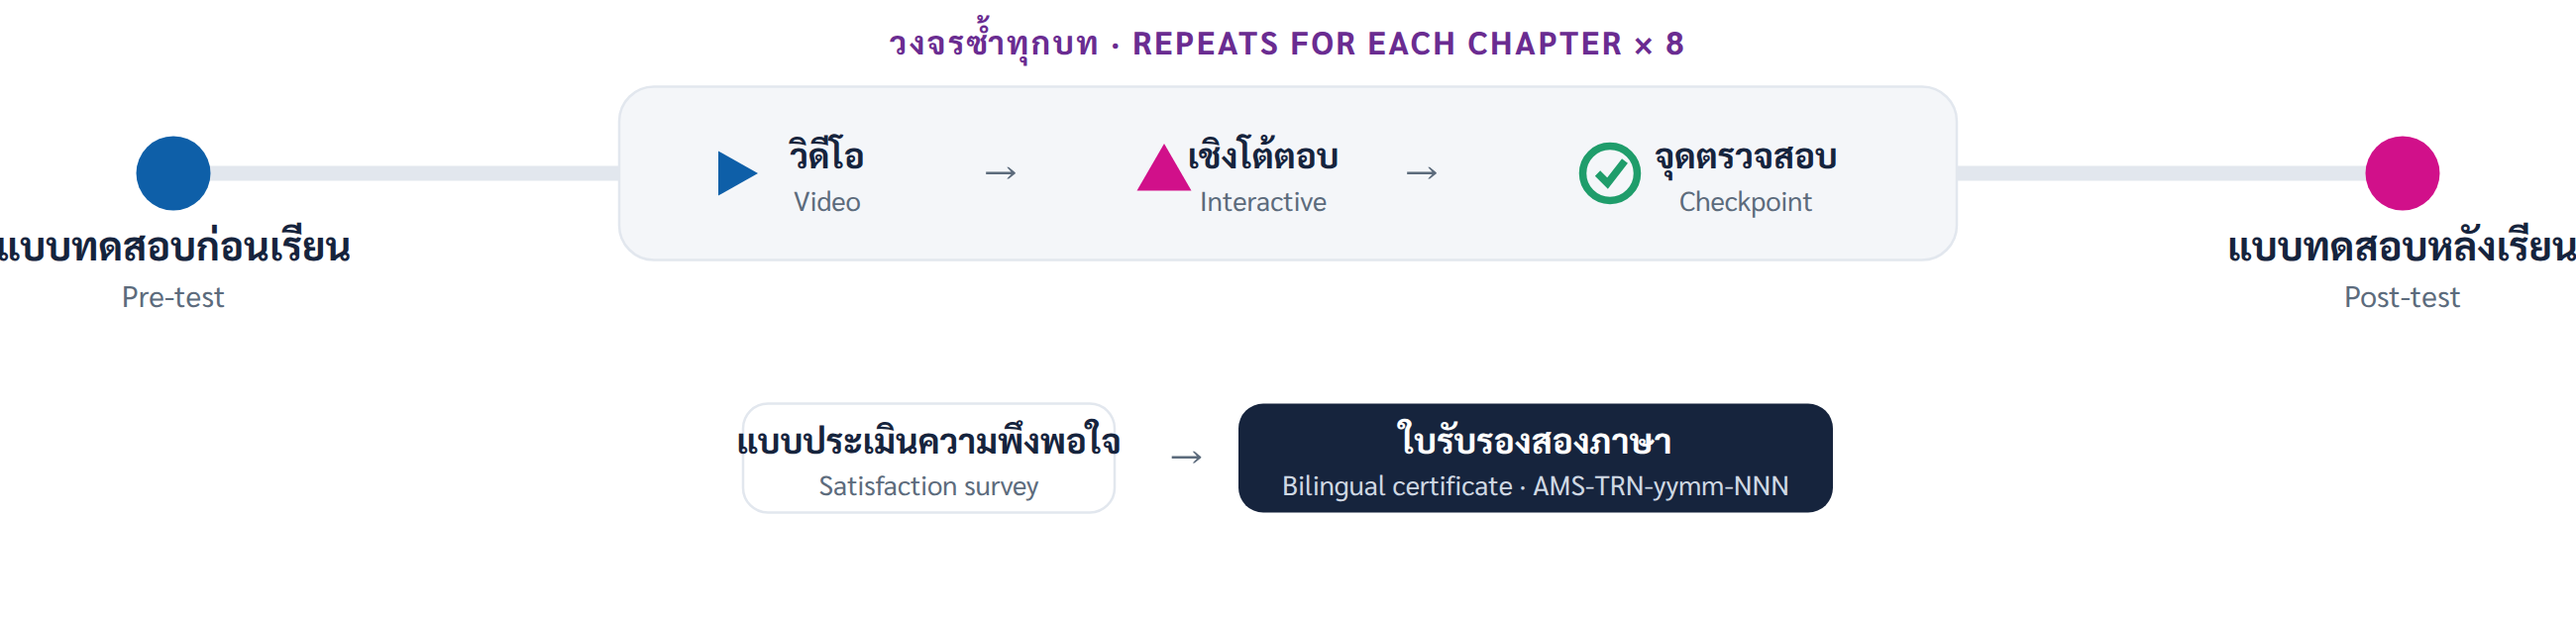 วงจรซ้ำทุกบท · REPEATS FOR EACH CHAPTER × 8
วิดีโอ
Video
→
เชิงโต้ตอบ
Interactive
→
จุดตรวจสอบ
Checkpoint
แบบทดสอบก่อนเรียน
Pre-test
แบบทดสอบหลังเรียน
Post-test
แบบประเมินความพึงพอใจ
Satisfaction survey
→
ใบรับรองสองภาษา
Bilingual certificate · AMS-TRN-yymm-NNN